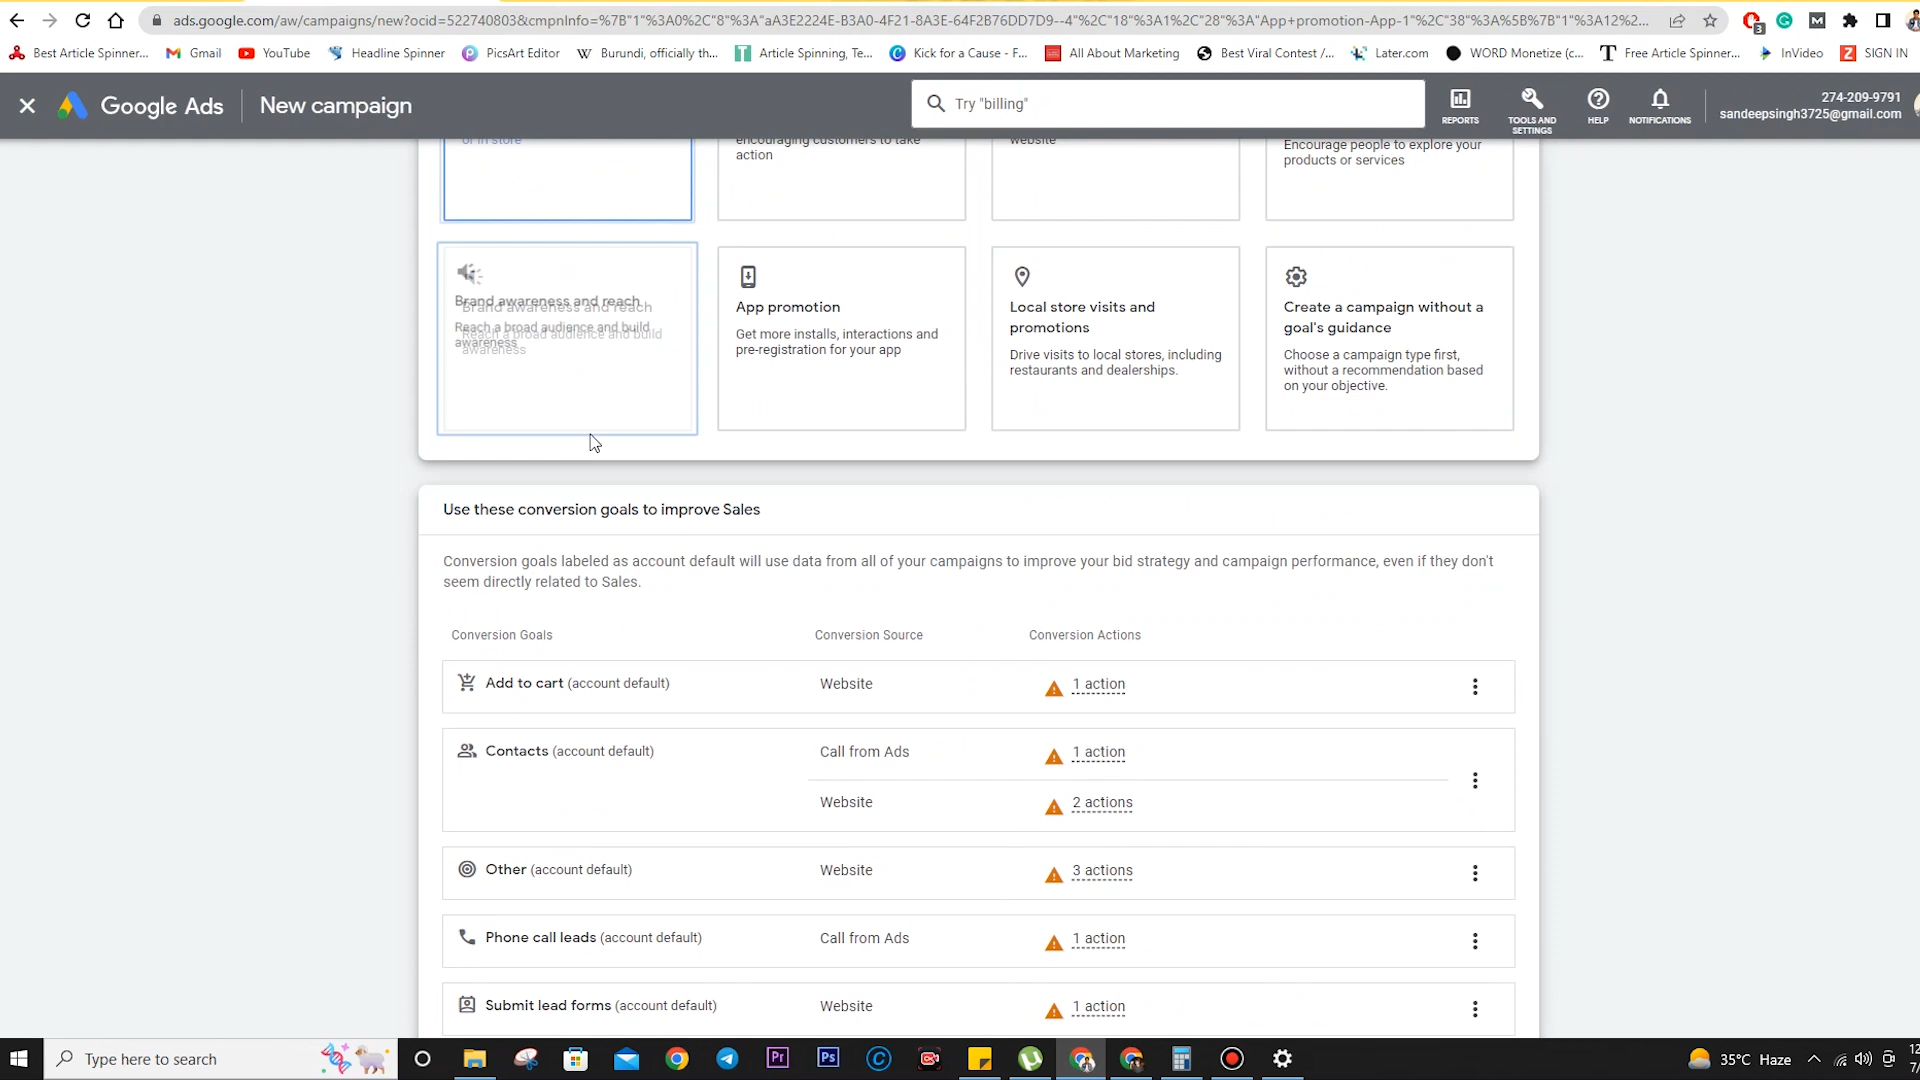 ads.google.com/aw/campaigns/new?ocid=522740803&cmpnInfo=%7B"1"%3A0%2C"8"%3A"aA3E2224E-B3A0-4F21-8A3E-64F2B76DD7D9--4"%2C"18"%3A1%2C"28"%3A"App+promotion-App-1"%2C"38"%3A%5B%7B"1"%3A12%2...
3
Best Article Spinner... Gmail YouTube Headline Spinner PicsArt Editor Burundi, officially th... Article Spinning, Te... Kick for a Cause - F... All About Marketing Best Viral Contest /... Later.com WORD Monetize (c... Free Article Spinner... InVideo SIGN IN
Google Ads New campaign
Try "billing"
REPORTS TOOLS AND SETTINGS HELP NOTIFICATIONS
274-209-9791
sandeepsingh3725@gmail.com
or in store
encouraging customers to take
action
website
Encourage people to explore your
products or services
Brand awareness and reach
Reach a broad audience and build
awareness
App promotion
Get more installs, interactions and
pre-registration for your app
Local store visits and
promotions
Drive visits to local stores, including
restaurants and dealerships.
Create a campaign without a
goal's guidance
Choose a campaign type first,
without a recommendation based
on your objective.
Use these conversion goals to improve Sales
Conversion goals labeled as account default will use data from all of your campaigns to improve your bid strategy and campaign performance, even if they don't
seem directly related to Sales.
Conversion Goals Conversion Source Conversion Actions
Add to cart (account default) Website 1 action
Contacts (account default) Call from Ads 1 action
Website 2 actions
Other (account default) Website 3 actions
Phone call leads (account default) Call from Ads 1 action
Submit lead forms (account default) Website 1 action
Type here to search
Pr Ps
35°C Haze